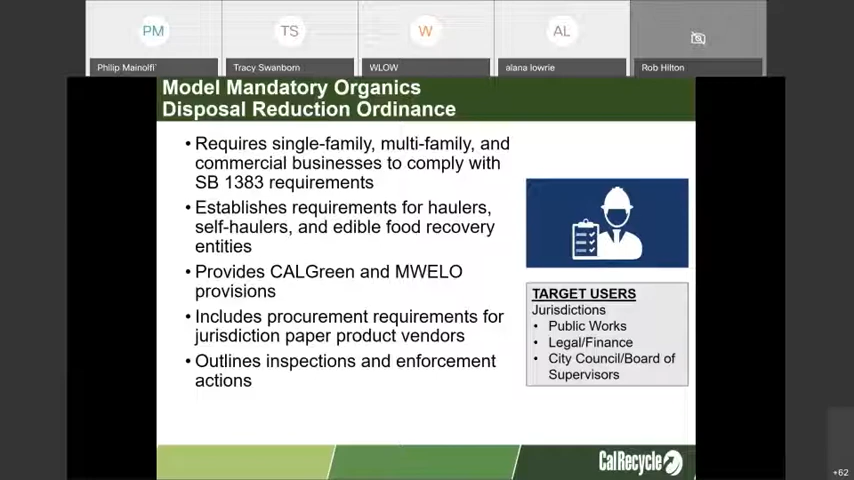 PM
TS
W
AL
Philip Mainolfi
Tracy Swanborn
WLOW
alana lowrie
Rob Hilton
Model Mandatory Organics
Disposal Reduction Ordinance
• Requires single-family, multi-family, and
commercial businesses to comply with
SB 1383 requirements
• Establishes requirements for haulers,
self-haulers, and edible food recovery
entities
• Provides CALGreen and MWELO
provisions
• Includes procurement requirements for
jurisdiction paper product vendors
• Outlines inspections and enforcement
actions
TARGET USERS
Jurisdictions
• Public Works
• Legal/Finance
• City Council/Board of
Supervisors
CalRecycle
+62